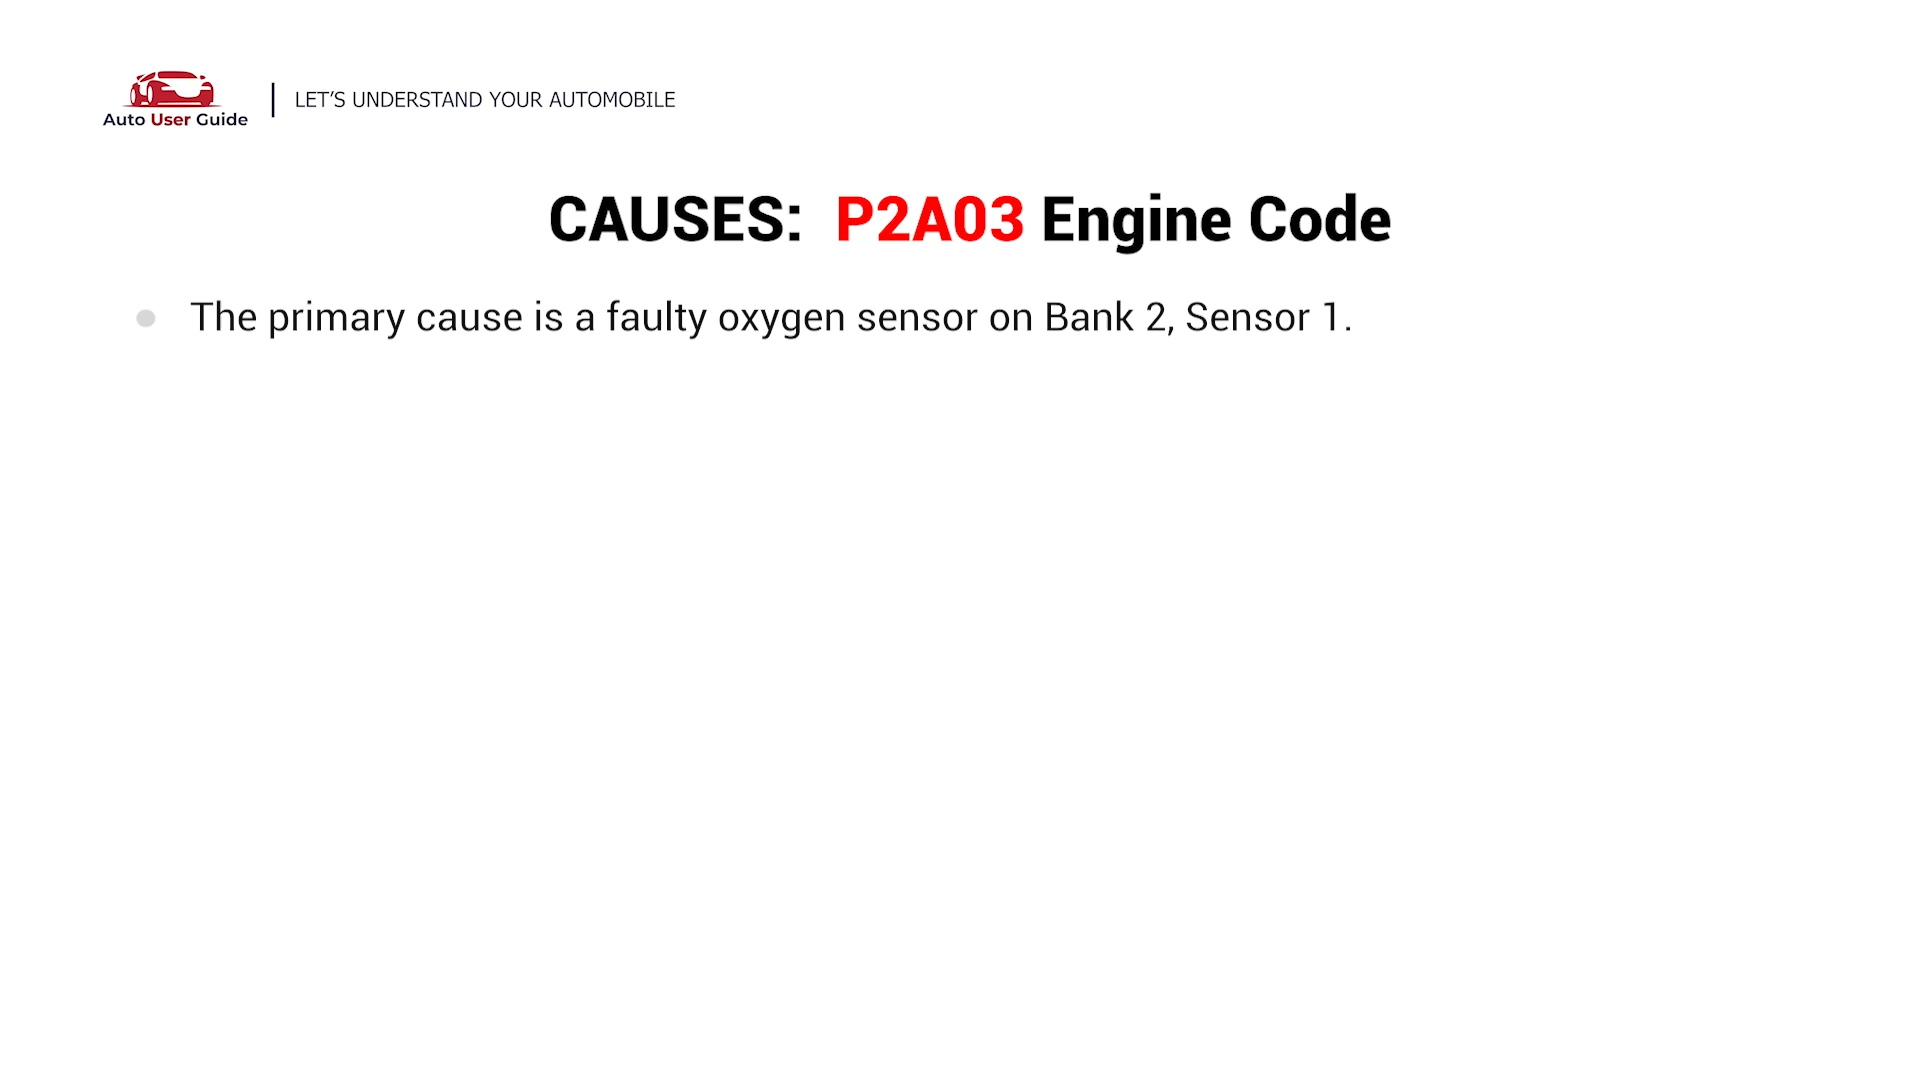 Auto User Guide
LET'S UNDERSTAND YOUR AUTOMOBILE
CAUSES: P2A03 Engine Code
The primary cause is a faulty oxygen sensor on Bank 2, Sensor 1.